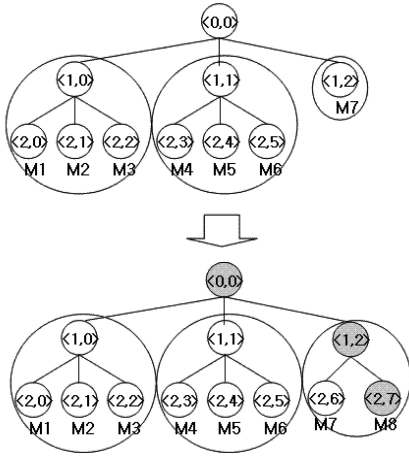 <0,0>
<1,0> <1,1> <1,2>
M7
<2,0> <2,1> <2,2> <2,3> <2,4> <2,5>
M1 M2 M3 M4 M5 M6
<0,0>
<1,0> <1,1> <1,2>
<2,0> <2,1> <2,2> <2,3> <2,4> <2,5> <2,6> <2,7>
M1 M2 M3 M4 M5 M6 M7 M8